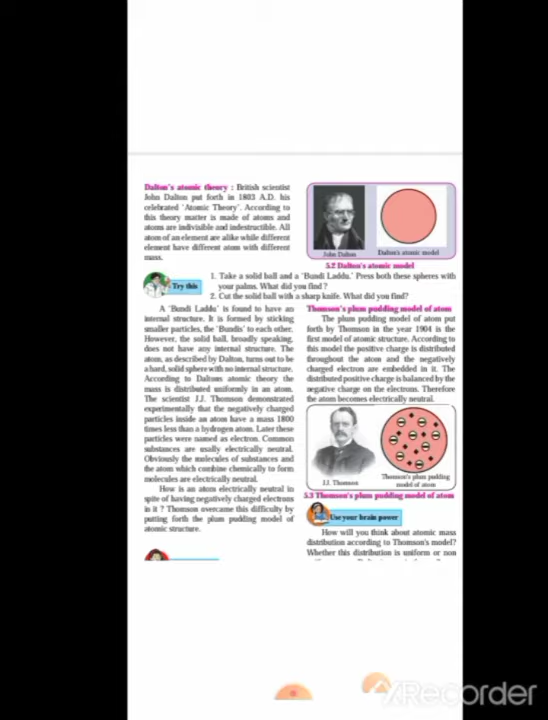 Dalton's atomic theory : British scientist
John Dalton put forth in 1803 A.D. his
celebrated 'Atomic Theory'. According to
this theory matter is made of atoms and
atoms are indivisible and indestructible. All
atom of an element are alike while different
element have different atom with different
mass.
John Dalton
Dalton's atomic model
5.2 Dalton's atomic model
Try this
1. Take a solid ball and a 'Bundi Laddu.' Press both these spheres with
your palms. What did you find ?
2. Cut the solid ball with a sharp knife. What did you find?
A 'Bundi Laddu' is found to have an
internal structure. It is formed by sticking
smaller particles, the 'Bundis' to each other.
However, the solid ball, broadly speaking,
does not have any internal structure. The
atom, as described by Dalton, turns out to be
a hard, solid sphere with no internal structure.
According to Daltons atomic theory the
mass is distributed uniformly in an atom.
The scientist J.J. Thomson demonstrated
experimentally that the negatively charged
particles inside an atom have a mass 1800
times less than a hydrogen atom. Later these
particles were named as electron. Common
substances are usally electrically neutral.
Obviously the molecules of substances and
the atom which combine chemically to form
molecules are electrically neutral.
How is an atom electrically neutral in
spite of having negatively charged electrons
in it ? Thomson overcame this difficulty by
putting forth the plum pudding model of
atomic structure.
Thomson's plum pudding model of atom
The plum pudding model of atom put
forth by Thomson in the year 1904 is the
first model of atomic structure. According to
this model the positive charge is distributed
throughout the atom and the negatively
charged electron are embedded in it. The
distributed positive charge is balanced by the
negative charge on the electrons. Therefore
the atom becomes electrically neutral.
J.J. Thomson
Thomson's plum pudding
model of atom
5.3 Thomson's plum pudding model of atom
Use your brain power
How will you think about atomic mass
distribution according to Thomson's model?
Whether this distribution is uniform or non
XRecorder